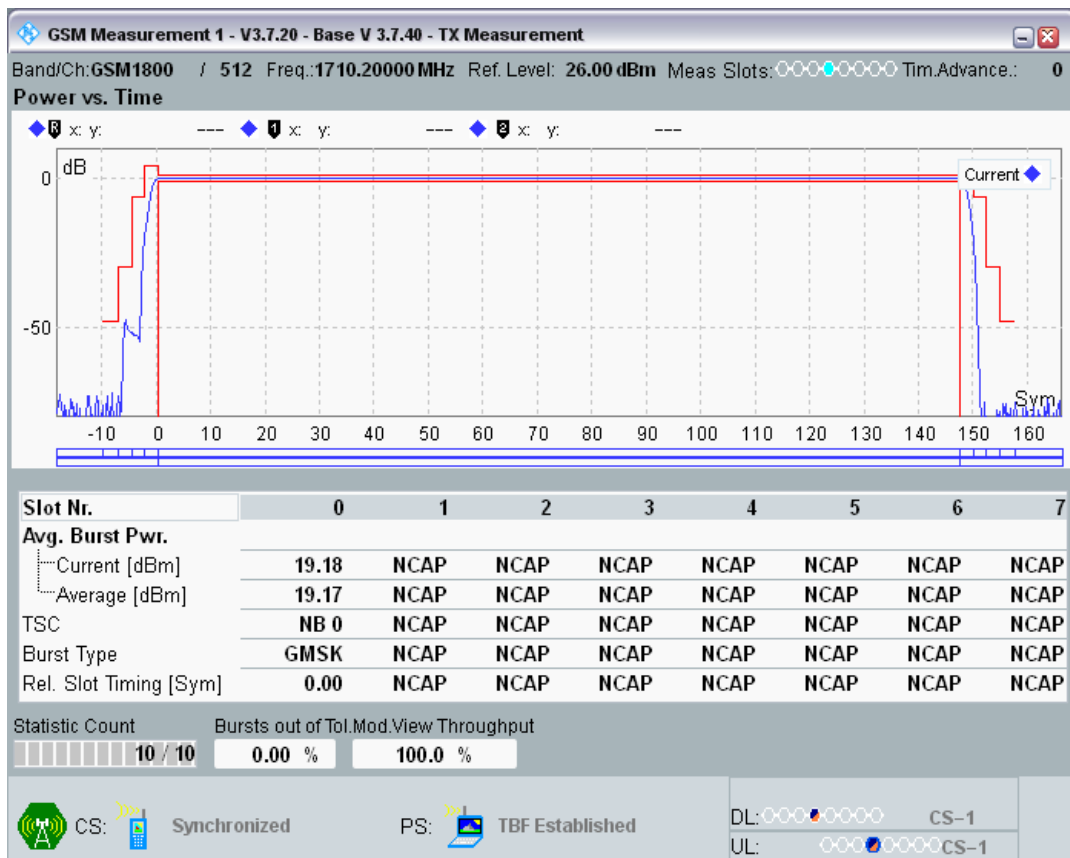 GSM Measurement 1 - V3.7.20 - Base V 3.7.40 - TX Measurement
Band/Ch:GSM1800 / 512 Freq.:1710.20000 MHz Ref. Level: 26.00 dBm Meas Slots: Tim.Advance.: 0
Power vs. Time
R x: y: --- 1 x: y: --- 2 x: y: ---
dB
Current
0
-50
Sym
-10 0 10 20 30 40 50 60 70 80 90 100 110 120 130 140 150 160
Slot Nr. 0 1 2 3 4 5 6 7
Avg. Burst Pwr.
Current [dBm] 19.18 NCAP NCAP NCAP NCAP NCAP NCAP NCAP
Average [dBm] 19.17 NCAP NCAP NCAP NCAP NCAP NCAP NCAP
TSC NB 0 NCAP NCAP NCAP NCAP NCAP NCAP NCAP
Burst Type GMSK NCAP NCAP NCAP NCAP NCAP NCAP NCAP
Rel. Slot Timing [Sym] 0.00 NCAP NCAP NCAP NCAP NCAP NCAP NCAP
Statistic Count Bursts out of Tol.Mod.View Throughput
10 / 10 0.00 % 100.0 %
CS: Synchronized PS: TBF Established
DL: CS-1
UL: CS-1